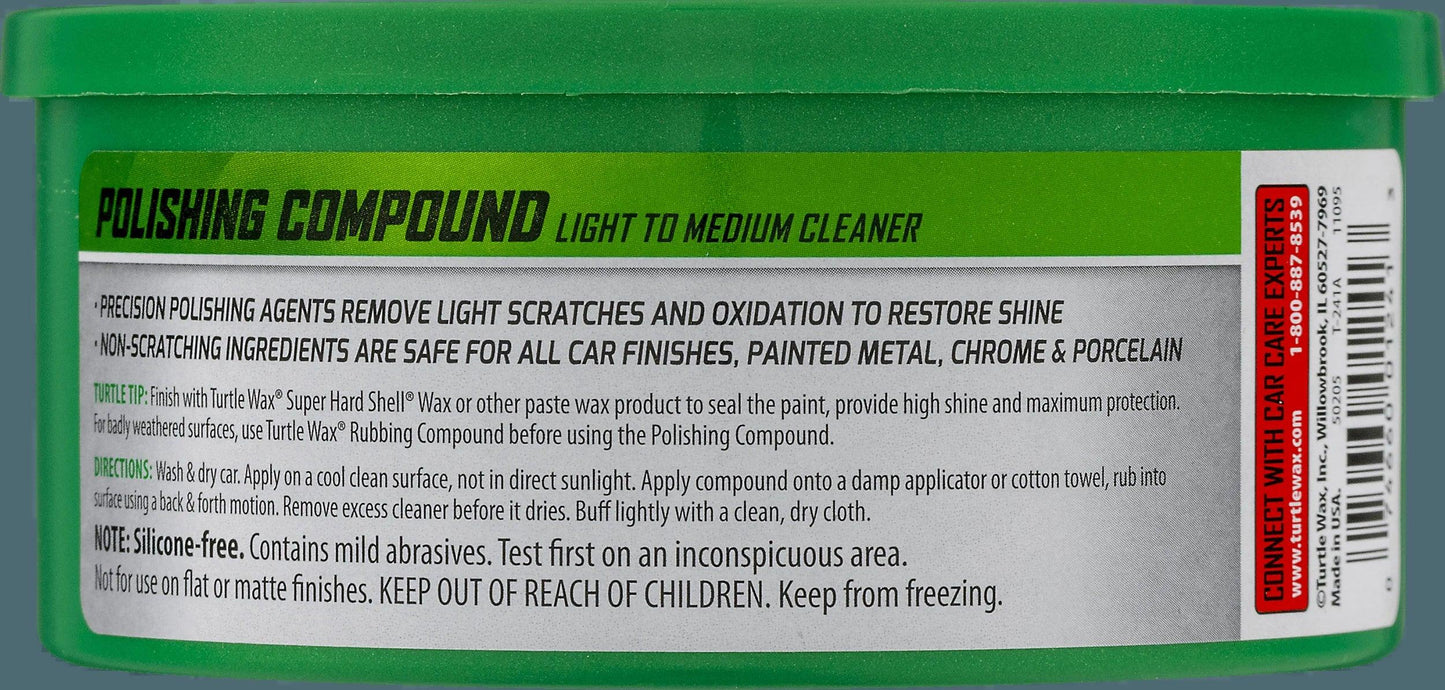 POLISHING COMPOUND LIGHT TO MEDIUM CLEANER
· PRECISION POLISHING AGENTS REMOVE LIGHT SCRATCHES AND OXIDATION TO RESTORE SHINE
· NON-SCRATCHING INGREDIENTS ARE SAFE FOR ALL CAR FINISHES, PAINTED METAL, CHROME & PORCELAIN
TURTLE TIP: Finish with Turtle Wax® Super Hard Shell® Wax or other paste wax product to seal the paint, provide high shine and maximum protection.
For badly weathered surfaces, use Turtle Wax® Rubbing Compound before using the Polishing Compound.
DIRECTIONS: Wash & dry car. Apply on a cool clean surface, not in direct sunlight. Apply compound onto a damp applicator or cotton towel, rub into
surface using a back & forth motion. Remove excess cleaner before it dries. Buff lightly with a clean, dry cloth.
NOTE: Silicone-free. Contains mild abrasives. Test first on an inconspicuous area.
Not for use on flat or matte finishes. KEEP OUT OF REACH OF CHILDREN. Keep from freezing.
CONNECT WITH CAR CARE EXPERTS
www.turtlewax.com 1-800-887-8539
©Turtle Wax, Inc., Willowbrook, IL 60527-7969
Made in USA. 50205 T-241A 11095